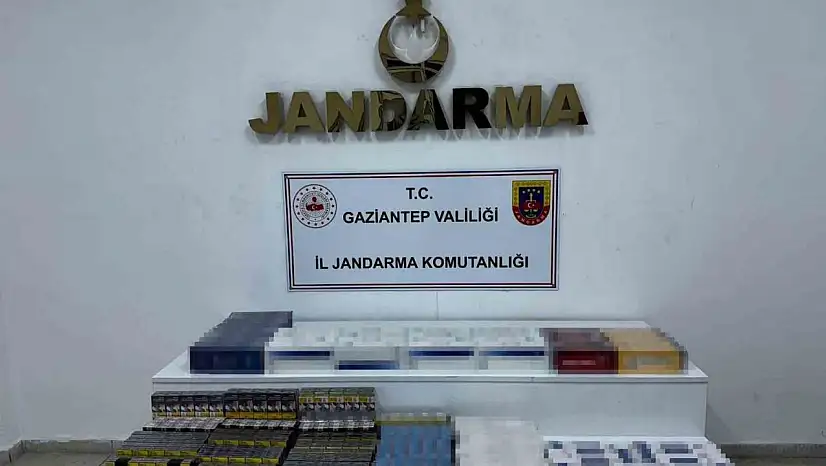 JANDARMA
T.C.
GAZİANTEP VALİLİĞİ
İL JANDARMA KOMUTANLIĞI